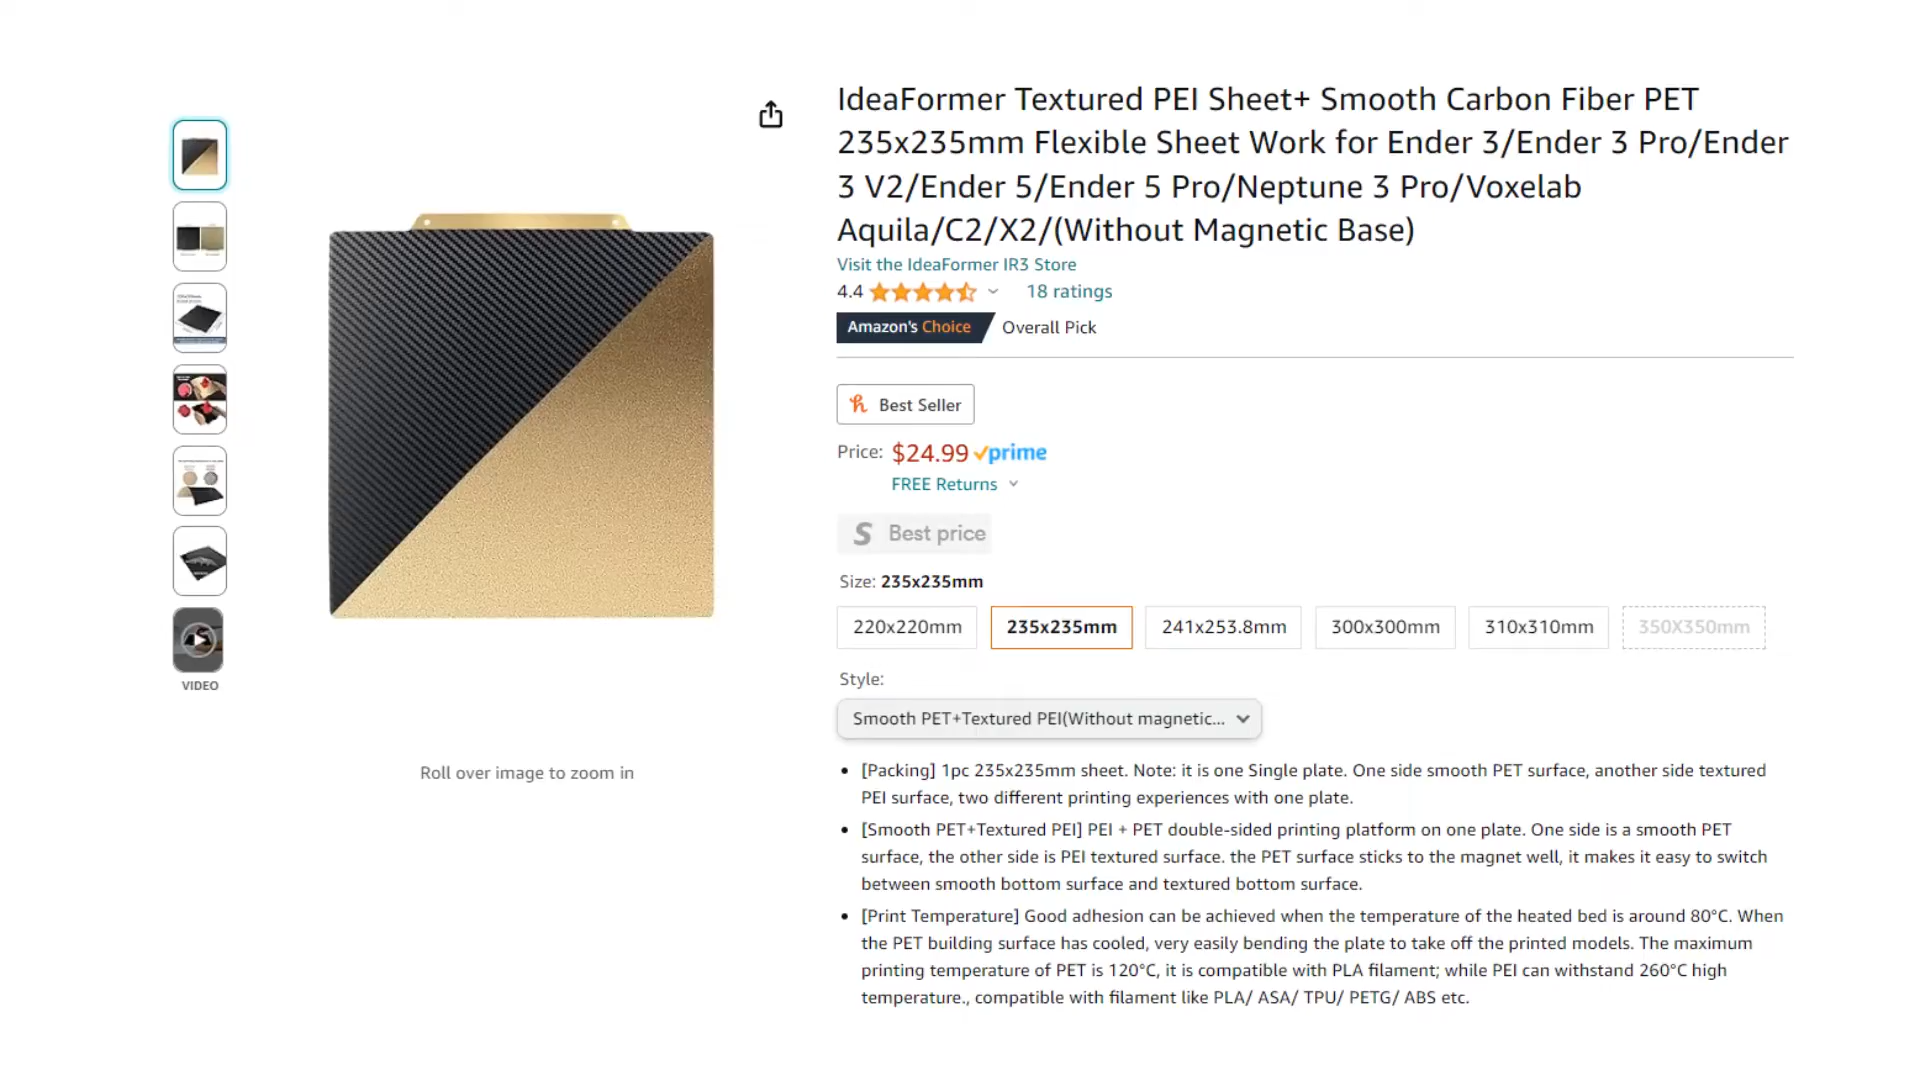 IdeaFormer Textured PEI Sheet+ Smooth Carbon Fiber PET
235x235mm Flexible Sheet Work for Ender 3/Ender 3 Pro/Ender
3 V2/Ender 5/Ender 5 Pro/Neptune 3 Pro/Voxelab
Aquila/C2/X2/(Without Magnetic Base)
Visit the IdeaFormer IR3 Store
4.4 18 ratings
Amazon's Choice Overall Pick
Best Seller
Price: $24.99 prime
FREE Returns
S Best price
Size: 235x235mm
220x220mm 235x235mm 241x253.8mm 300x300mm 310x310mm 350X350mm
Style:
Smooth PET+Textured PEI(Without magnetic...
• [Packing] 1pc 235x235mm sheet. Note: it is one Single plate. One side smooth PET surface, another side textured
PEI surface, two different printing experiences with one plate.
• [Smooth PET+Textured PEI] PEI + PET double-sided printing platform on one plate. One side is a smooth PET
surface, the other side is PEI textured surface. the PET surface sticks to the magnet well, it makes it easy to switch
between smooth bottom surface and textured bottom surface.
• [Print Temperature] Good adhesion can be achieved when the temperature of the heated bed is around 80°C. When
the PET building surface has cooled, very easily bending the plate to take off the printed models. The maximum
printing temperature of PET is 120°C, it is compatible with PLA filament; while PEI can withstand 260°C high
temperature., compatible with filament like PLA/ ASA/ TPU/ PETG/ ABS etc.
VIDEO
Roll over image to zoom in